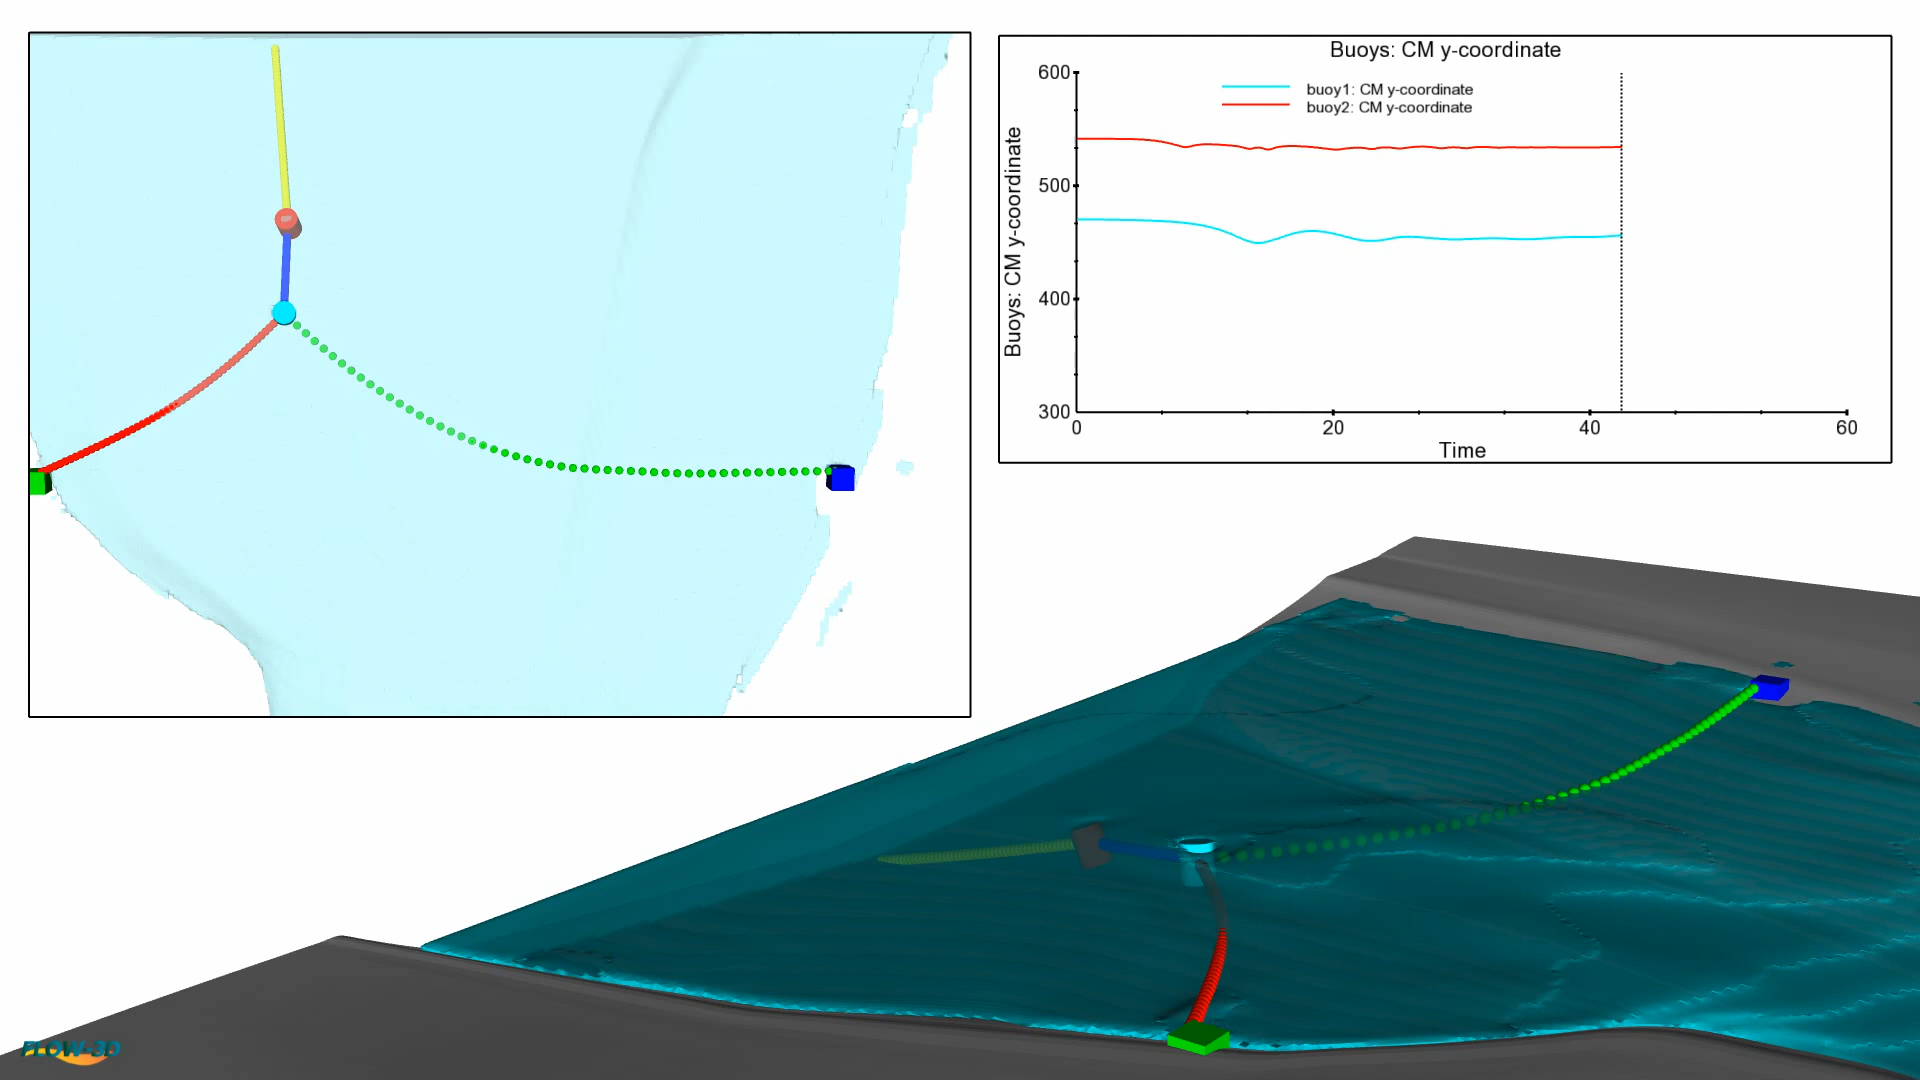 Buoys: CM y-coordinate
600
buoy1: CM y-coordinate
buoy2: CM y-coordinate
500
400
300
Buoys: CM y-coordinate
0
20
40
60
Time
FLOW-3D